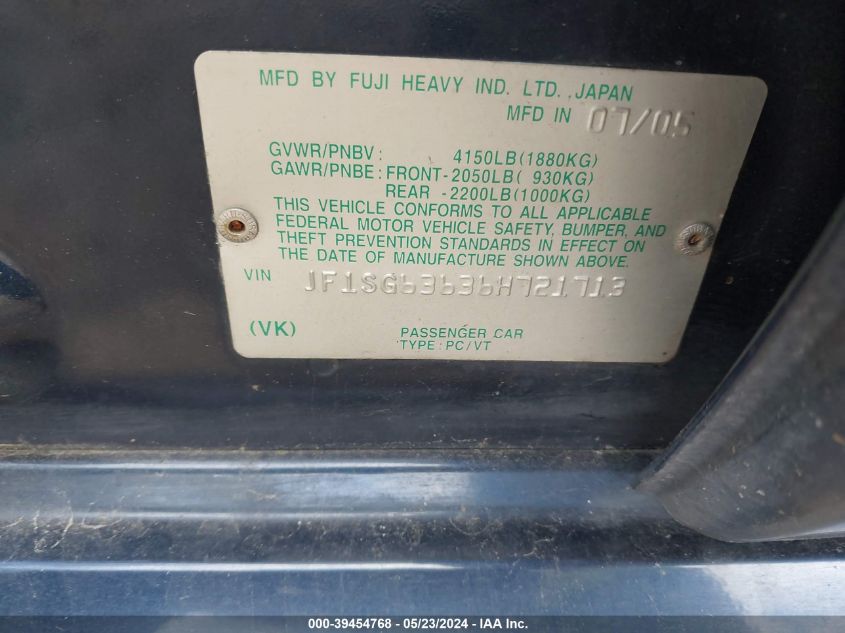 MFD BY FUJI HEAVY IND. LTD. ,JAPAN
MFD IN 07/05
GVWR/PNBV: 4150LB(1880KG)
GAWR/PNBE: FRONT-2050LB( 930KG)
REAR -2200LB(1000KG)
THIS VEHICLE CONFORMS TO ALL APPLICABLE
FEDERAL MOTOR VEHICLE SAFETY, BUMPER, AND
THEFT PREVENTION STANDARDS IN EFFECT ON
THE DATE OF MANUFACTURE SHOWN ABOVE.
VIN JF1SG63636H721713
(VK) PASSENGER CAR
TYPE: PC/VT
000-39454768 - 05/23/2024 - IAA Inc.